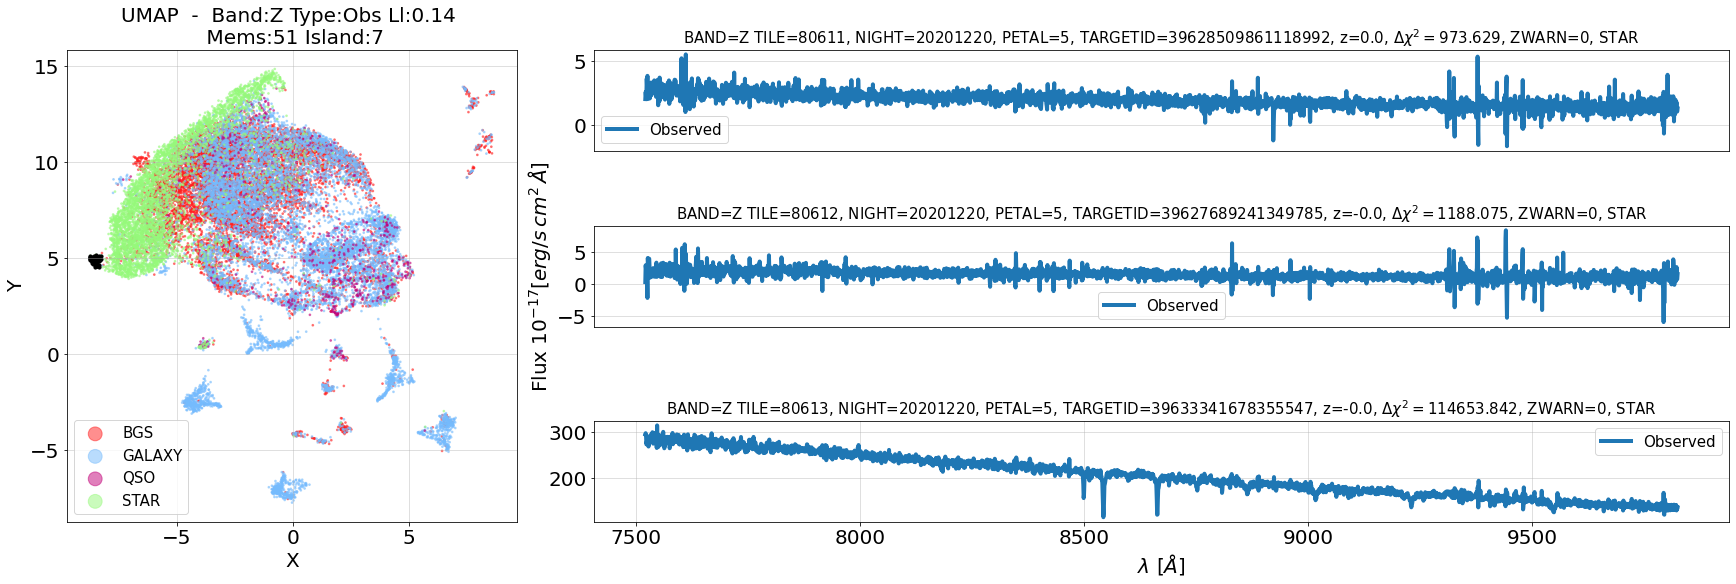 UMAP - Band:Z Type:Obs Ll:0.14
Mems:51 Island:7
15
10
5
0
−5
Y
−5
0
5
X
BGS
GALAXY
QSO
STAR
Flux 10⁻¹⁷[erg/s cm² Å]
BAND=Z TILE=80611, NIGHT=20201220, PETAL=5, TARGETID=39628509861118992, z=0.0, Δχ² = 973.629, ZWARN=0, STAR
5
0
Observed
BAND=Z TILE=80612, NIGHT=20201220, PETAL=5, TARGETID=39627689241349785, z=-0.0, Δχ² = 1188.075, ZWARN=0, STAR
5
0
−5
Observed
BAND=Z TILE=80613, NIGHT=20201220, PETAL=5, TARGETID=39633341678355547, z=-0.0, Δχ² = 114653.842, ZWARN=0, STAR
300
200
Observed
7500
8000
8500
9000
9500
λ [Å]